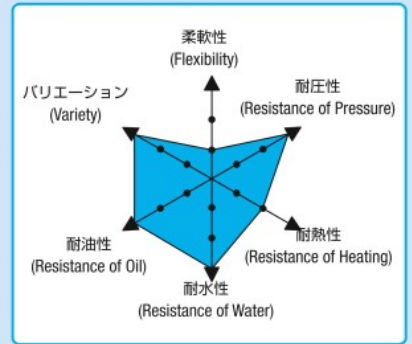 柔軟性
(Flexibility)
耐圧性
(Resistance of Pressure)
バリエーション
(Variety)
耐油性
(Resistance of Oil)
耐熱性
(Resistance of Heating)
耐水性
(Resistance of Water)